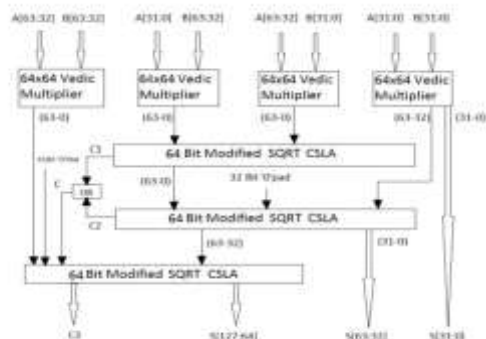 A[63:32] B[63:32]
A[31:0] B[63:32]
A[63:32] B[31:0]
A[31:0] B[31:0]
64x64 Vedic Multiplier
64x64 Vedic Multiplier
64x64 Vedic Multiplier
64x64 Vedic Multiplier
(63-0)
(63-0)
(63-0)
(63-32)
(31-0)
C1
64 Bit Modified SQRT CSLA
C
OR
(63-0)
32 Bit 0'pad
C2
64 Bit Modified SQRT CSLA
(63-32)
(31-0)
64 Bit Modified SQRT CSLA
C3
S[127-64]
S(63-32)
S(31-0)